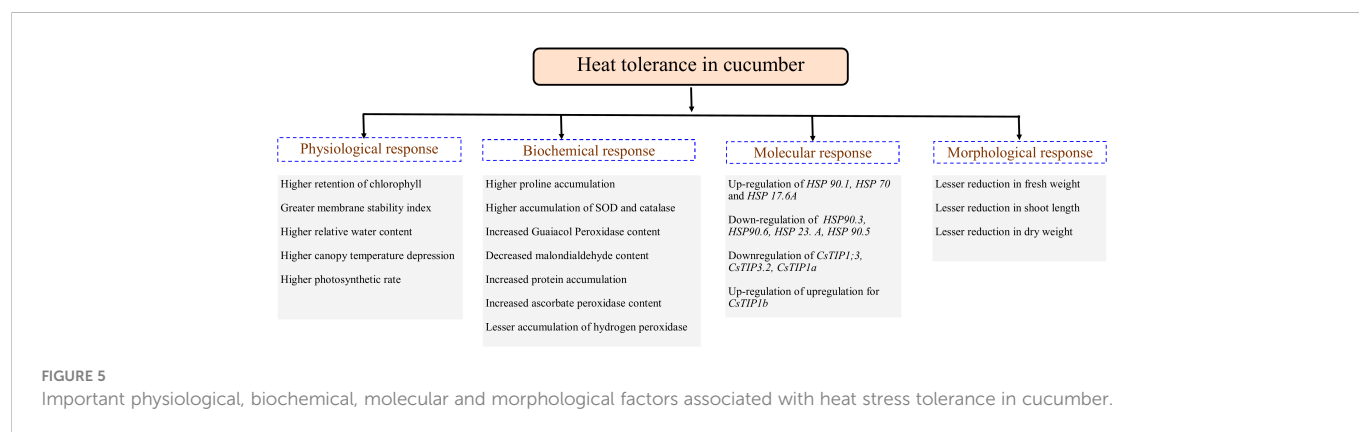 Heat tolerance in cucumber
Physiological response
Higher retention of chlorophyll
Greater membrane stability index
Higher relative water content
Higher canopy temperature depression
Higher photosynthetic rate
Biochemical response
Higher proline accumulation
Higher accumulation of SOD and catalase
Increased Guaiacol Peroxidase content
Decreased malondialdehyde content
Increased protein accumulation
Increased ascorbate peroxidase content
Lesser accumulation of hydrogen peroxidase
Molecular response
Up-regulation of HSP 90.1, HSP 70
and HSP 17.6A
Down-regulation of HSP90.3,
HSP90.6, HSP 23. A, HSP 90.5
Downregulation of CsTIP1;3,
CsTIP3.2, CsTIP1a
Up-regulation of upregulation for
CsTIP1b
Morphological response
Lesser reduction in fresh weight
Lesser reduction in shoot length
Lesser reduction in dry weight
FIGURE 5
Important physiological, biochemical, molecular and morphological factors associated with heat stress tolerance in cucumber.